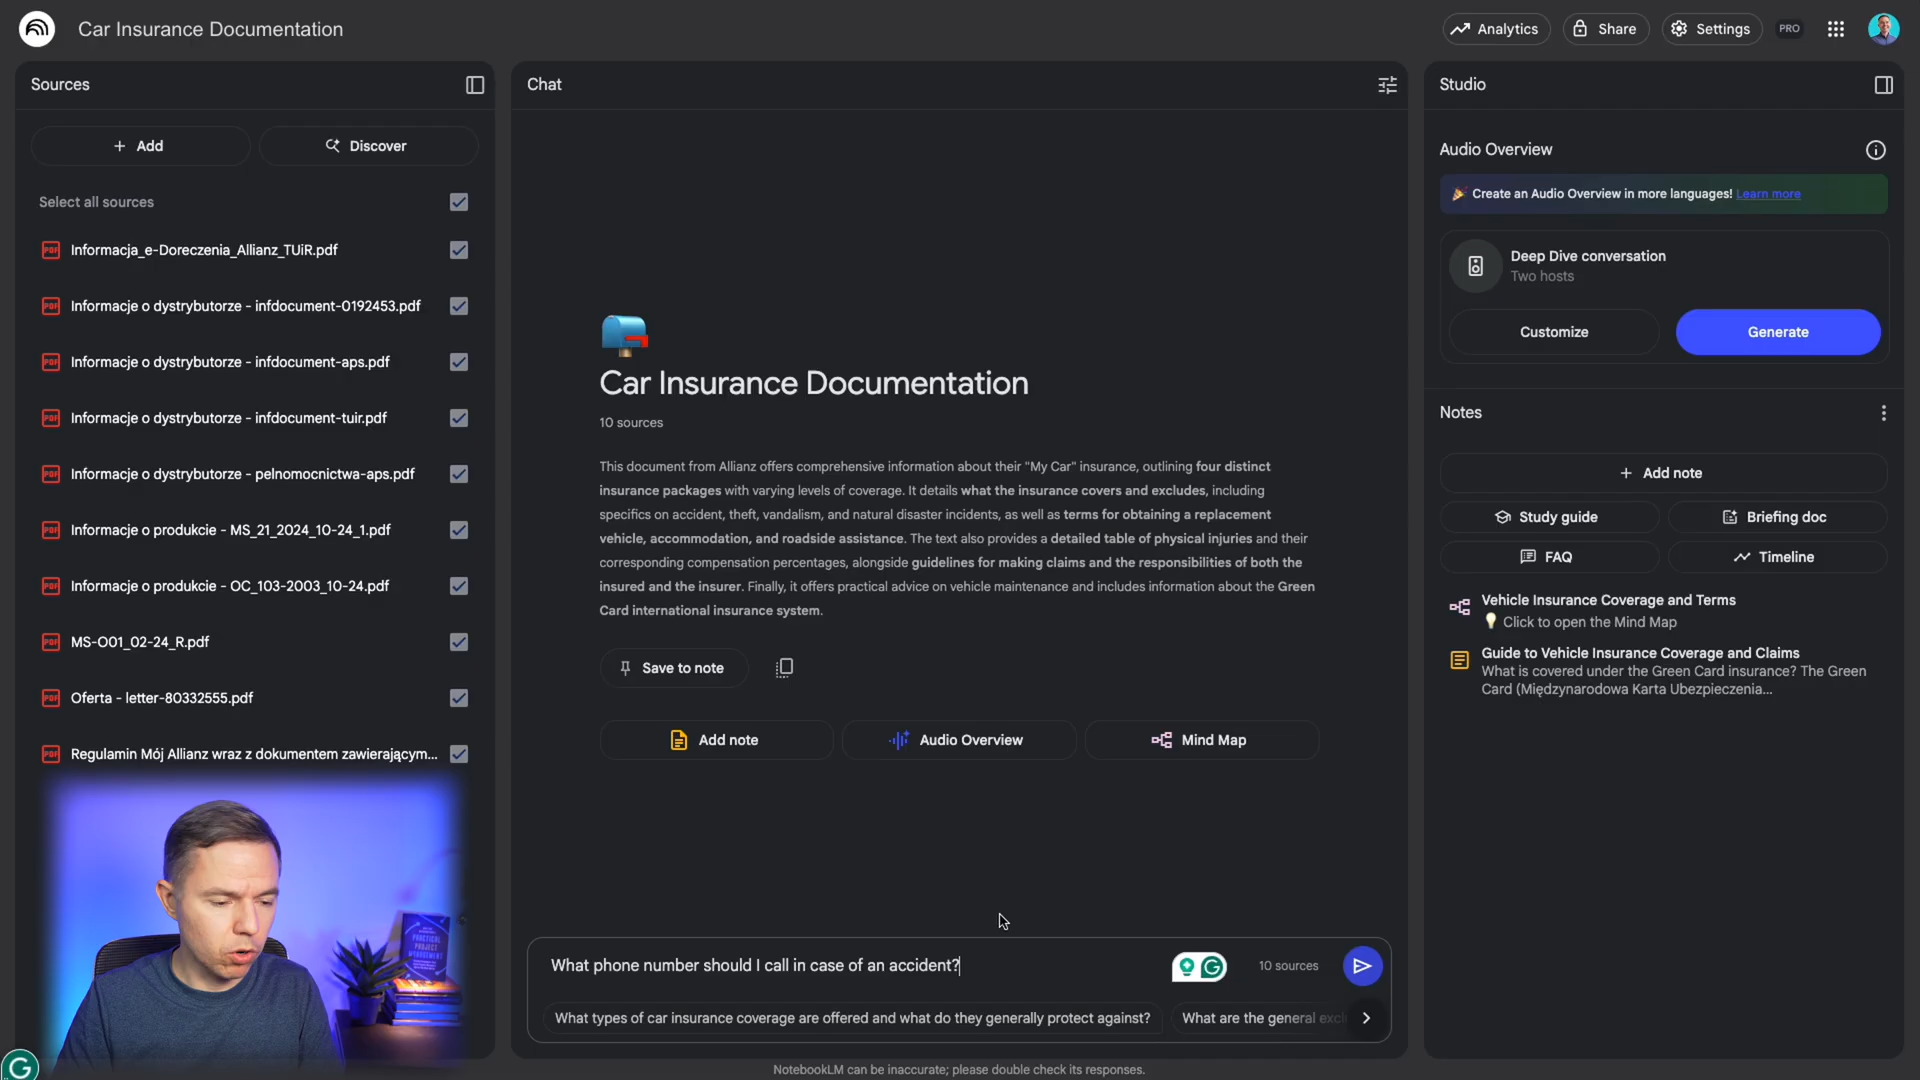 Car Insurance Documentation
Analytics
Share
Settings
PRO
Sources
Add
Discover
Select all sources
Informacja_e-Doreczenia_Allianz_TUiR.pdf
Informacje o dystrybutorze - infdocument-0192453.pdf
Informacje o dystrybutorze - infdocument-aps.pdf
Informacje o dystrybutorze - infdocument-tuir.pdf
Informacje o dystrybutorze - pelnomocnictwa-aps.pdf
Informacje o produkcie - MS_21_2024_10-24_1.pdf
Informacje o produkcie - OC_103-2003_10-24.pdf
MS-O01_02-24_R.pdf
Oferta - letter-80332555.pdf
Regulamin Mój Allianz wraz z dokumentem zawierającym...
PRACTICAL
PROJECT
MANAGEMENT
Chat
Car Insurance Documentation
10 sources
This document from Allianz offers comprehensive information about their "My Car" insurance, outlining four distinct
insurance packages with varying levels of coverage. It details what the insurance covers and excludes, including
specifics on accident, theft, vandalism, and natural disaster incidents, as well as terms for obtaining a replacement
vehicle, accommodation, and roadside assistance. The text also provides a detailed table of physical injuries and their
corresponding compensation percentages, alongside guidelines for making claims and the responsibilities of both the
insured and the insurer. Finally, it offers practical advice on vehicle maintenance and includes information about the Green
Card international insurance system.
Save to note
Add note
Audio Overview
Mind Map
What phone number should I call in case of an accident?
10 sources
What types of car insurance coverage are offered and what do they generally protect against?
What are the general
NotebookLM can be inaccurate; please double check its responses.
Studio
Audio Overview
Create an Audio Overview in more languages! Learn more
Deep Dive conversation
Two hosts
Customize
Generate
Notes
Add note
Study guide
Briefing doc
FAQ
Timeline
Vehicle Insurance Coverage and Terms
Click to open the Mind Map
Guide to Vehicle Insurance Coverage and Claims
What is covered under the Green Card insurance? The Green
Card (Międzynarodowa Karta Ubezpieczenia...